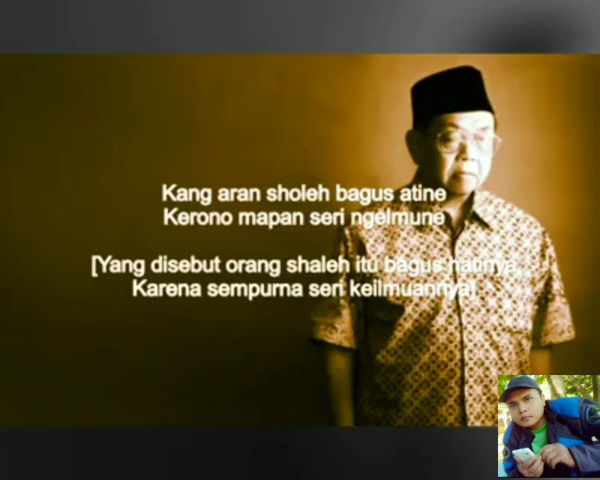 Kang aran sholeh bagus atine
Kerono mapan seri ngelmune
[Yang disebut orang shaleh itu bagus hatinya,
Karena sempurna seri keilmuannya]